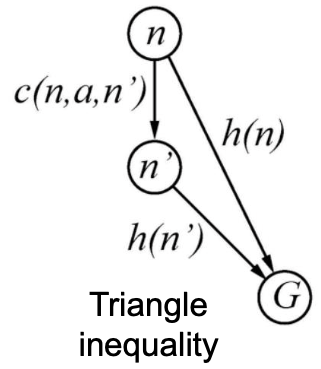 n
c(n,a,n’)
h(n)
n’
h(n’)
G
Triangle
inequality